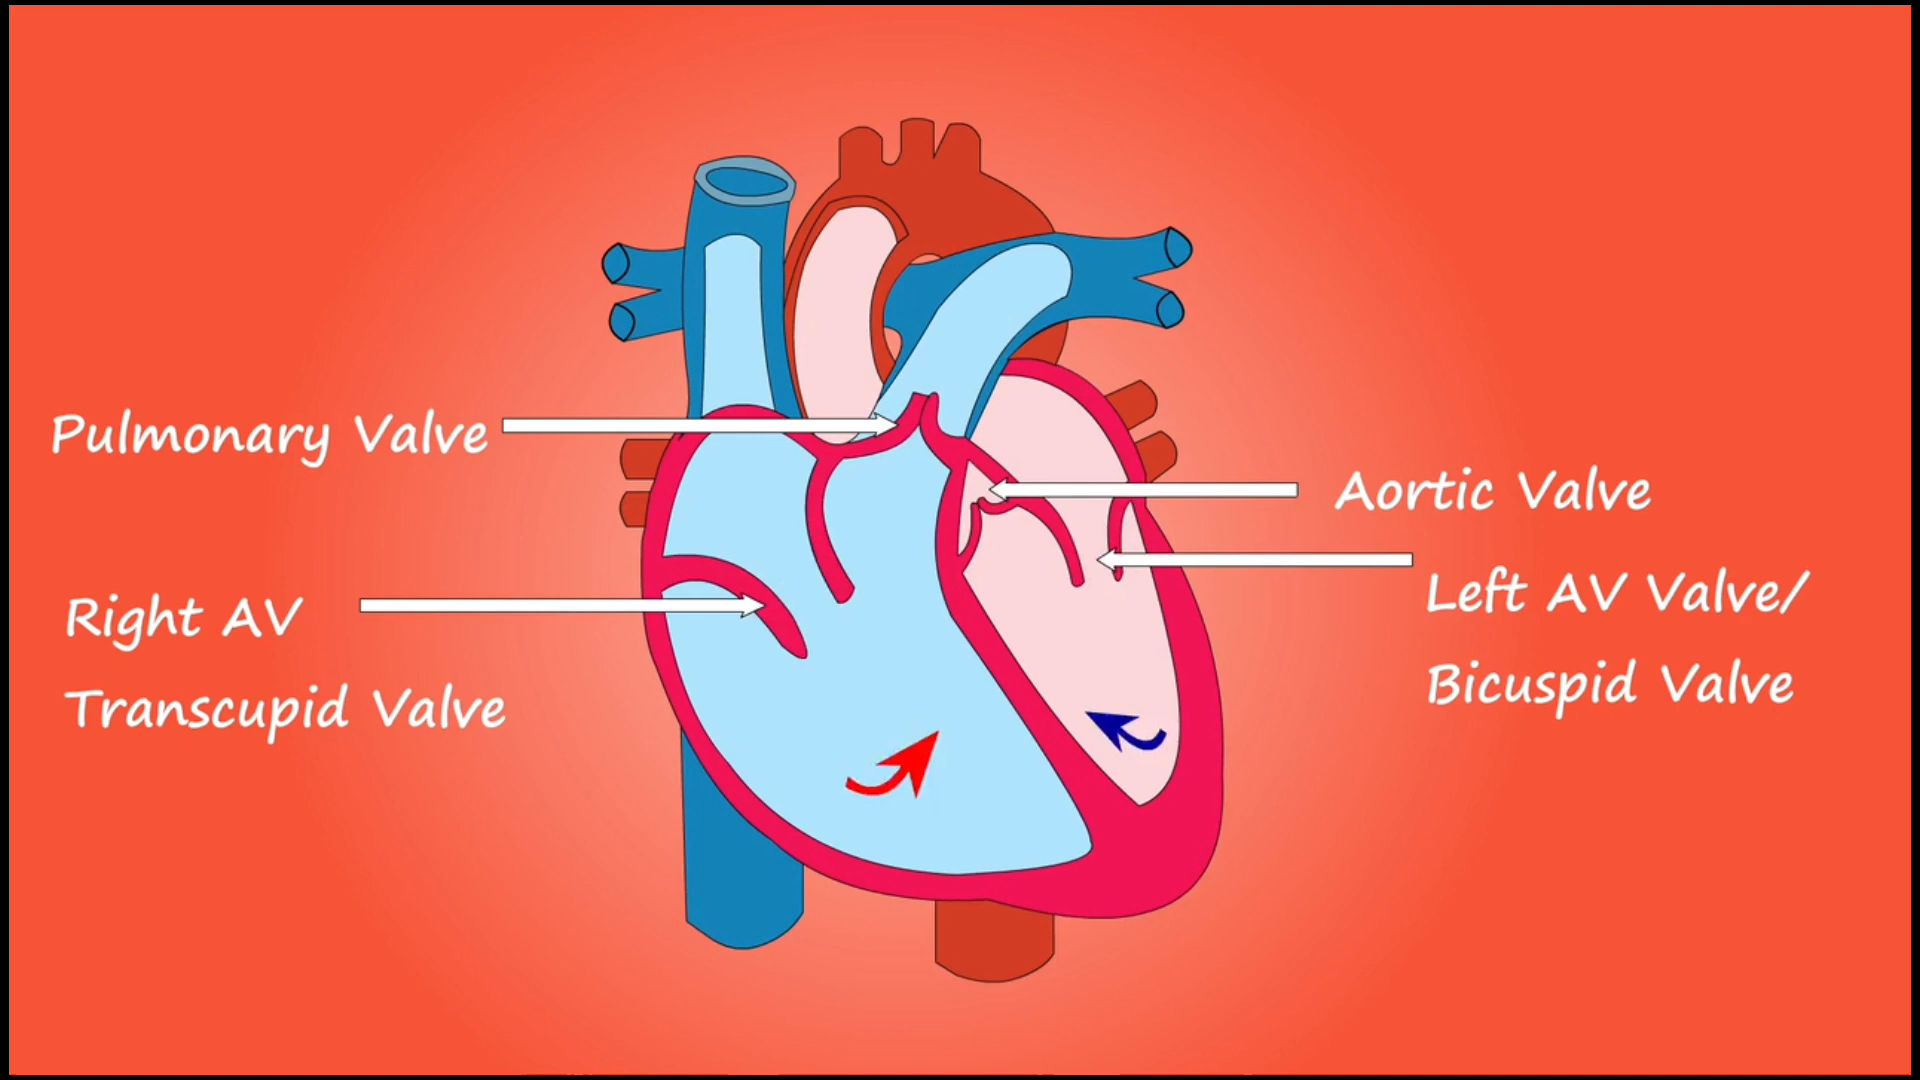 Pulmonary Valve
Right AV
Transcupid Valve
Aortic Valve
Left AV Valve/
Bicuspid Valve